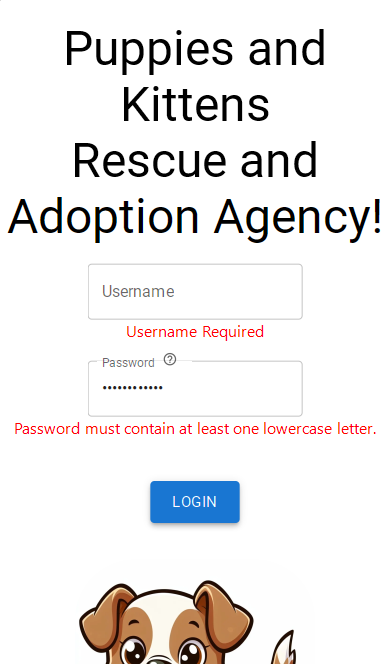 Puppies and
Kittens
Rescue and
Adoption Agency!
Username
Username Required
Password
••••••••••••
Password must contain at least one lowercase letter.
LOGIN